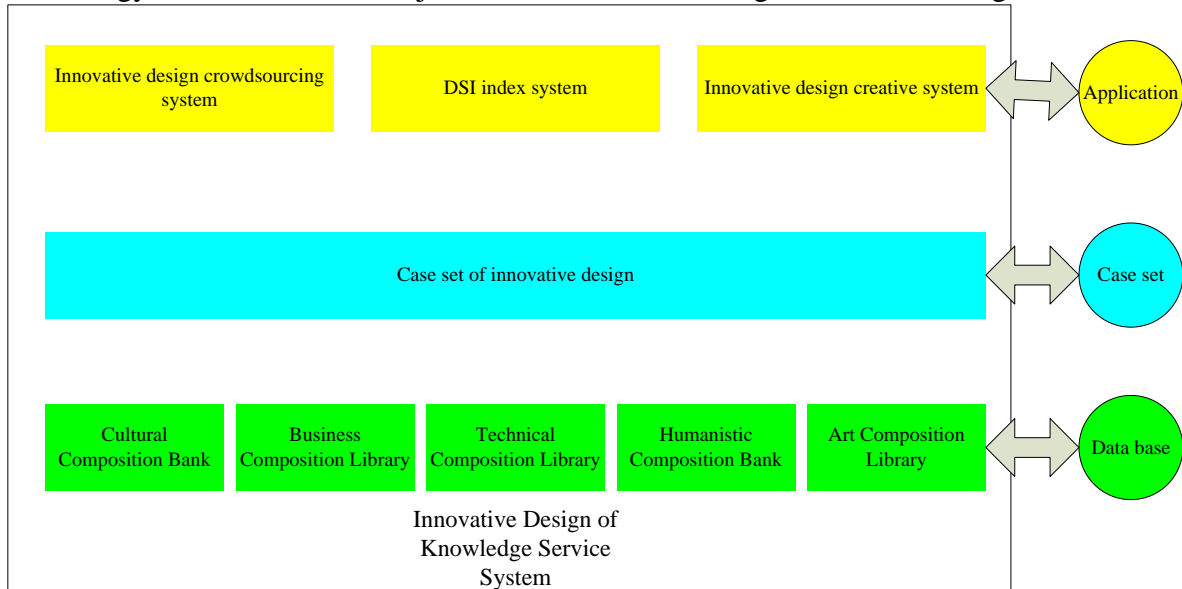 Innovative design crowdsourcing
system
DSI index system
Innovative design creative system
Application
Case set of innovative design
Case set
Cultural
Composition Bank
Business
Composition Library
Technical
Composition Library
Humanistic
Composition Bank
Art Composition
Library
Data base
Innovative Design of
Knowledge Service
System